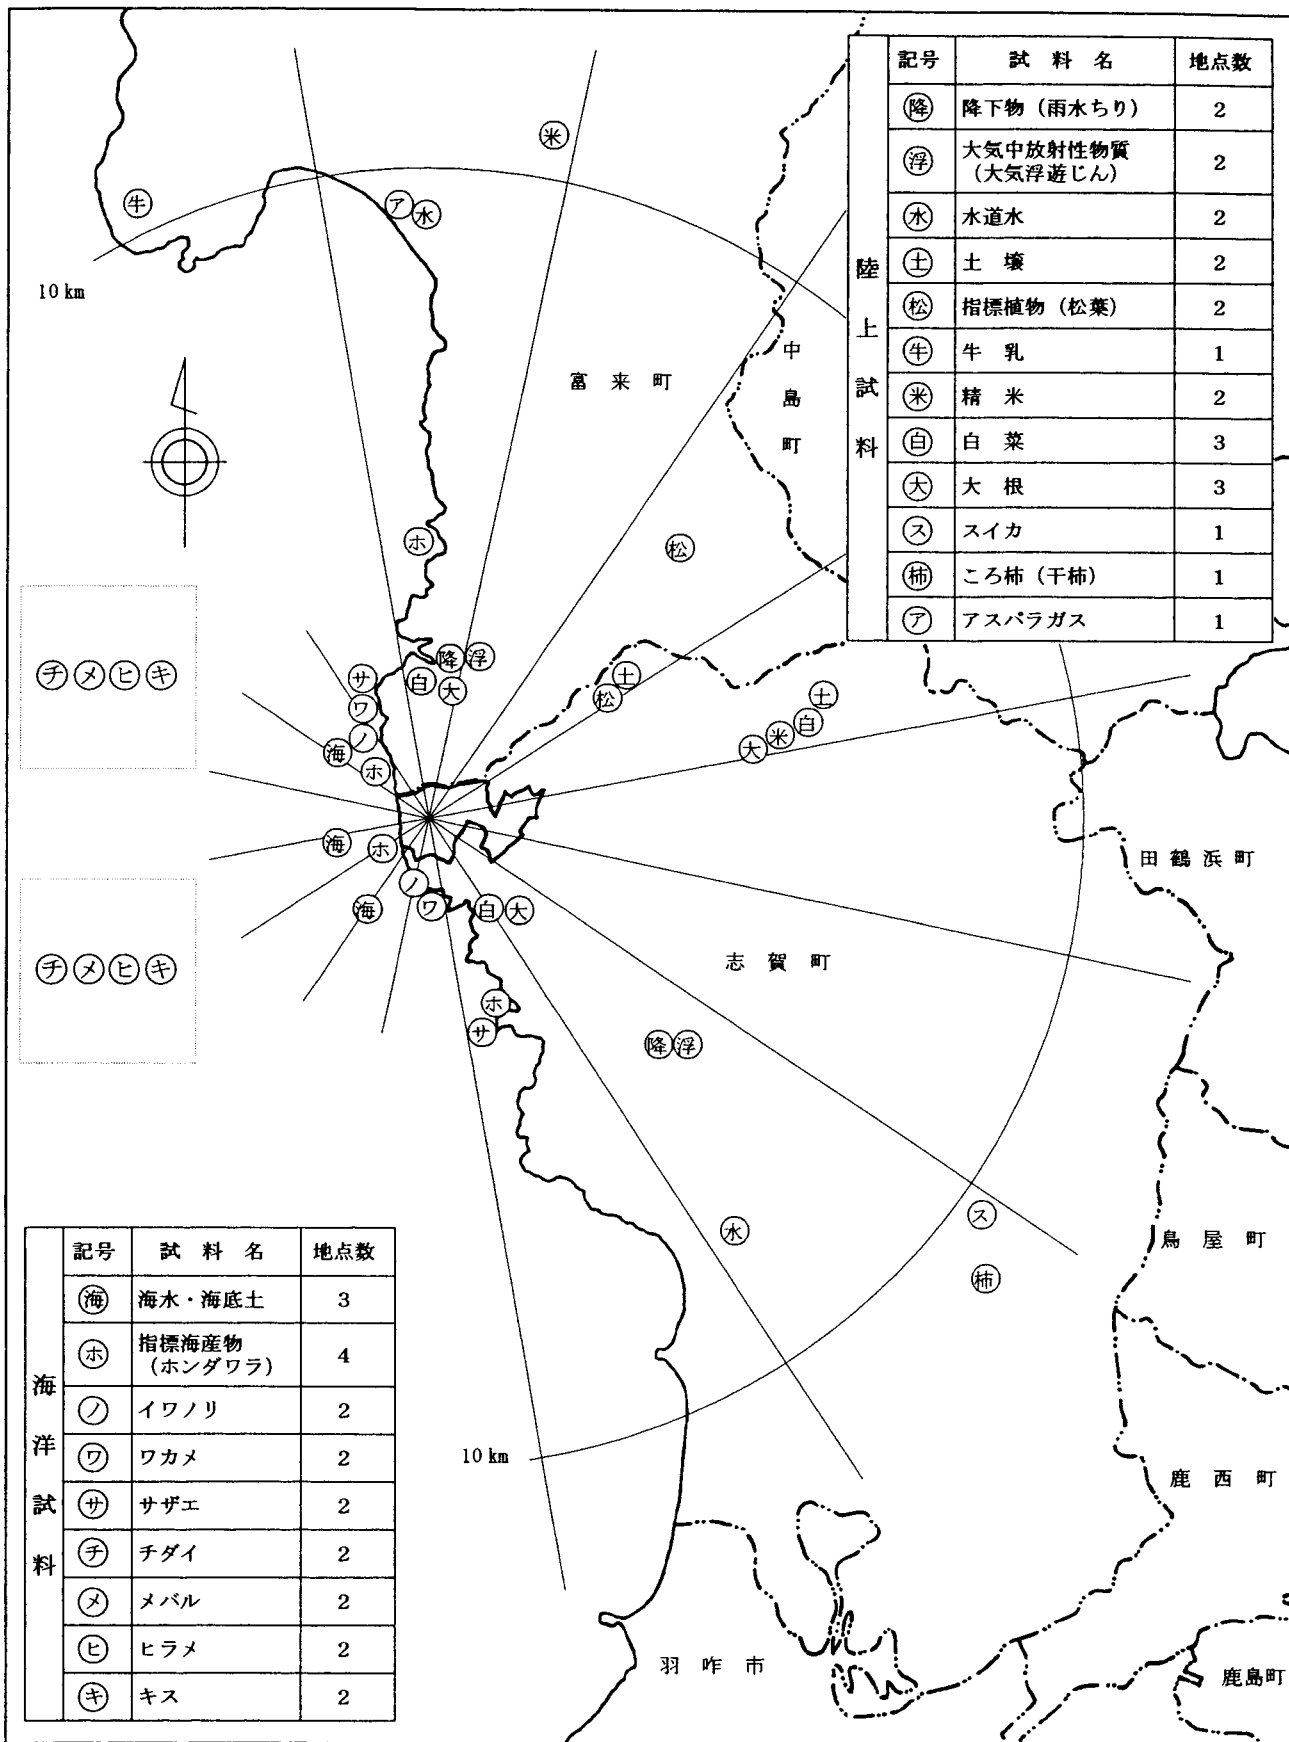 記号 試料名 地点数
陸上試料
降 降下物（雨水ちり） 2
浮 大気中放射性物質
（大気浮遊じん） 2
水 水道水 2
土 土壌 2
松 指標植物（松葉） 2
牛 牛乳 1
米 精米 2
白 白菜 3
大 大根 3
ス スイカ 1
柿 ころ柿（干柿） 1
ア アスパラガス 1
米
牛
ア 水
10 km
中島町
富来町
ホ
松
チ メ ヒ キ
降 浮
サ 白 大
土
松
土
ワ
白
米
大
ノ
海
ホ
海 ホ
田鶴浜町
ノ
海 ワ 白 大
チ メ ヒ キ
志賀町
ホ
サ
降 浮
ス
水
鳥屋町
柿
記号 試料名 地点数
海洋試料
海 海水・海底土 3
ホ 指標海産物
（ホンダワラ） 4
ノ イワノリ 2
ワ ワカメ 2
サ サザエ 2
チ チダイ 2
メ メバル 2
ヒ ヒラメ 2
キ キス 2
10 km
鹿西町
羽咋市
鹿島町